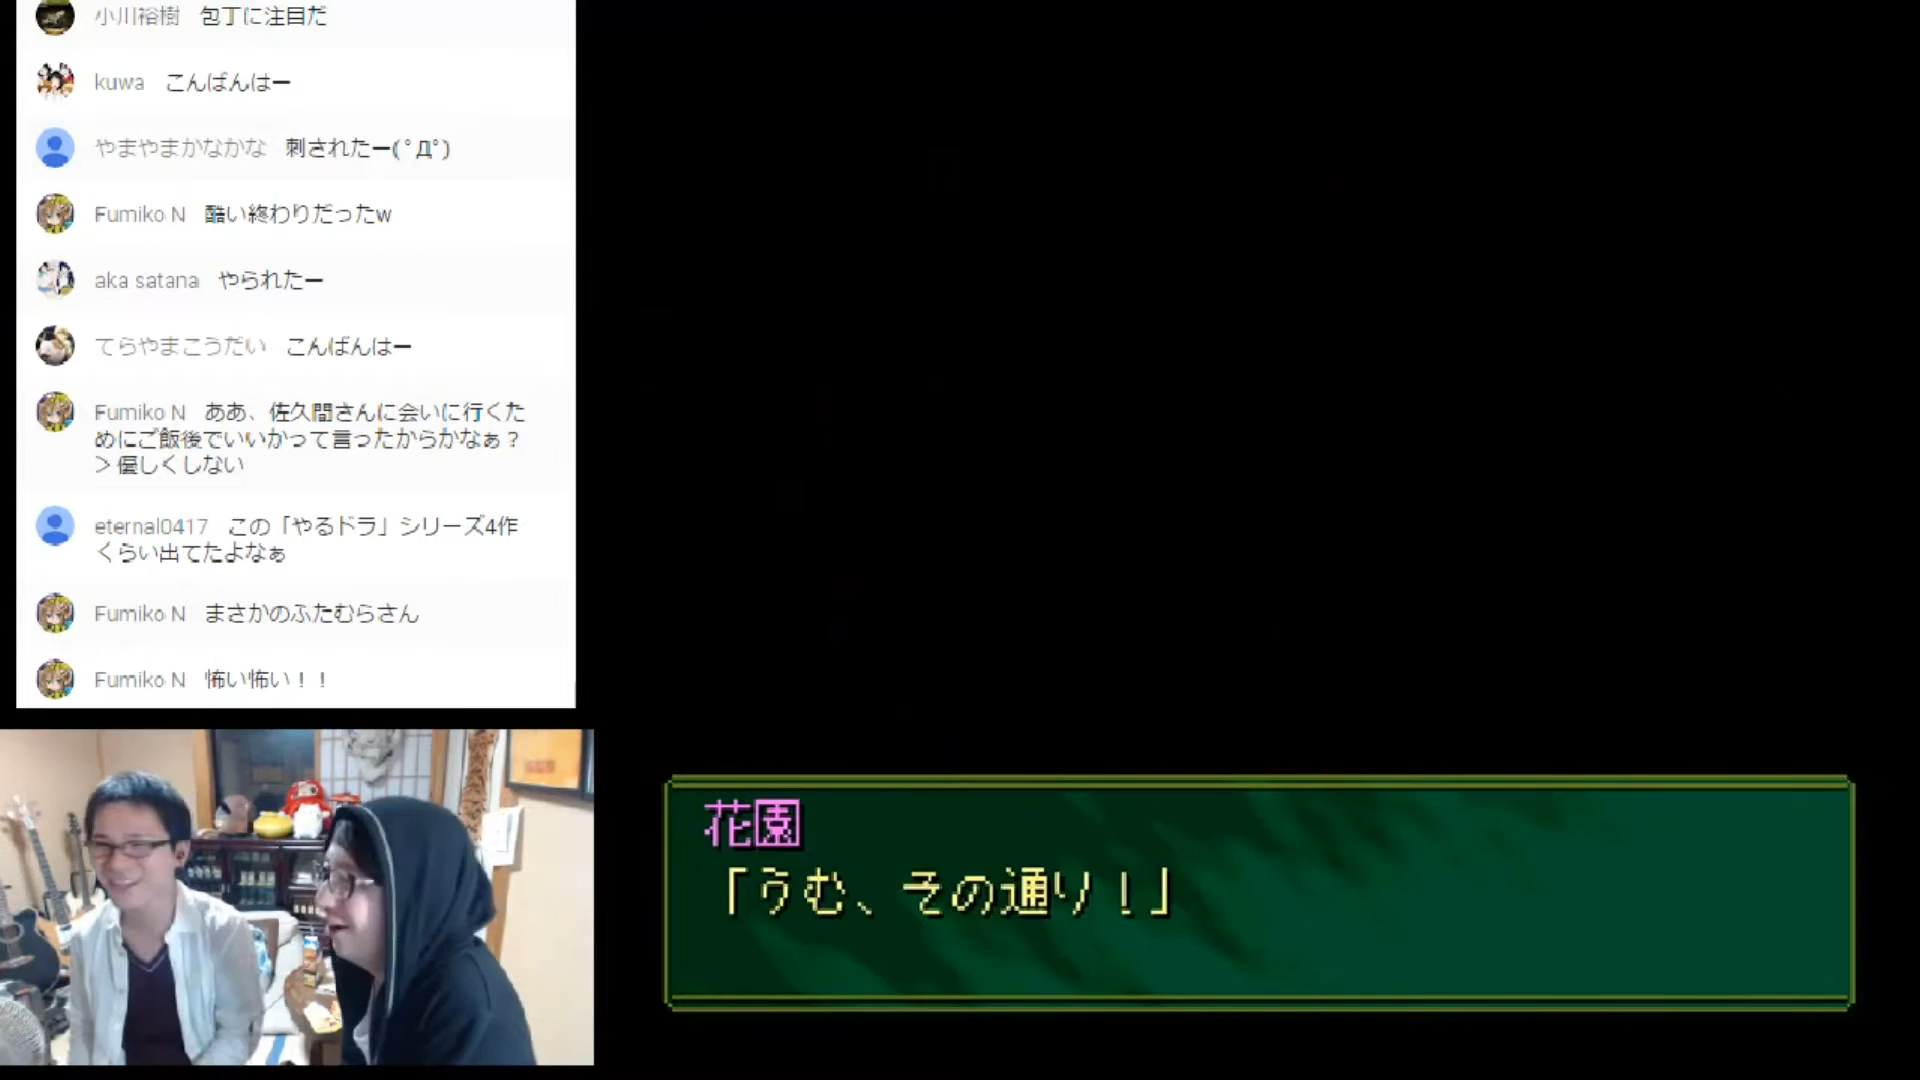 小川裕樹 包丁に注目だ
kuwa こんばんはー
やまやまかなかな 刺されたー(ﾟДﾟ)
Fumiko N 酷い終わりだったw
aka satana やられたー
てらやまこうだい こんばんはー
Fumiko N ああ、佐久間さんに会いに行くた
めにご飯後でいいかって言ったからかなぁ？
＞優しくしない
eternal0417 この「やるドラ」シリーズ4作
くらい出てたよなぁ
Fumiko N まさかのふたむらさん
Fumiko N 怖い怖い！！
花園
「うむ、その通り！」